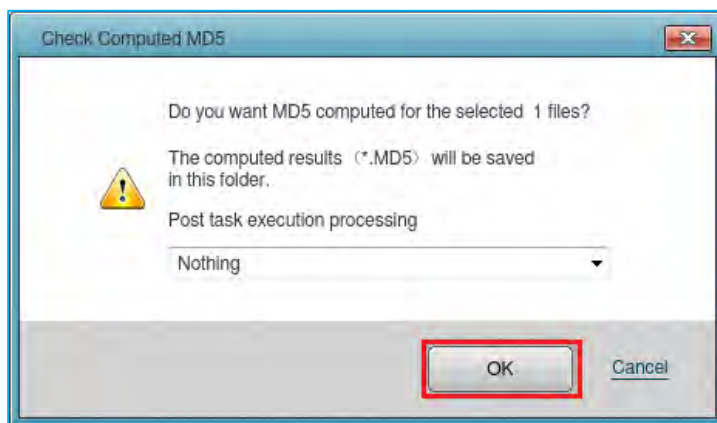 Check Computed MD5
Do you want MD5 computed for the selected 1 files?
The computed results （*.MD5） will be saved
in this folder.
Post task execution processing
Nothing
OK
Cancel